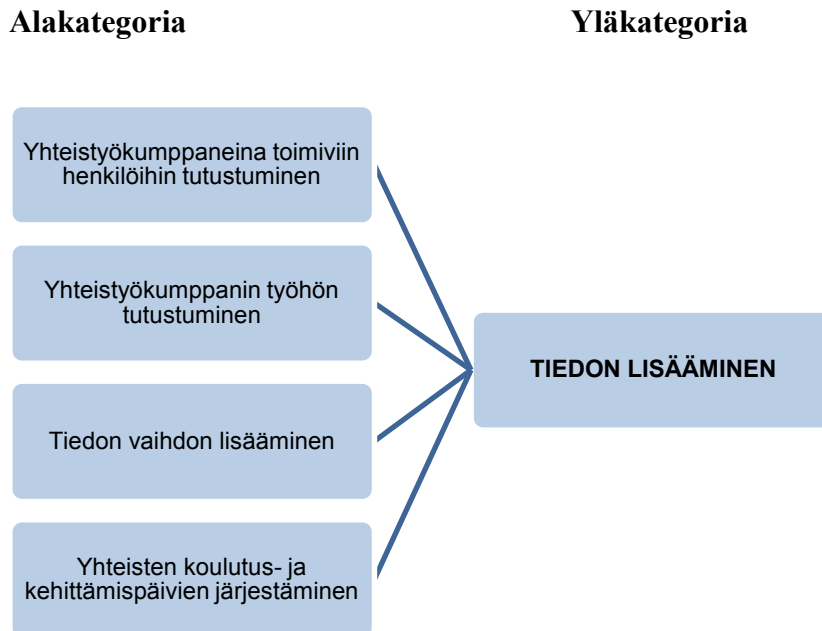 Alakategoria
Yläkategoria
Yhteistyökumppaneina toimiviin
henkilöihin tutustuminen
Yhteistyökumppanin työhön
tutustuminen
TIEDON LISÄÄMINEN
Tiedon vaihdon lisääminen
Yhteisten koulutus- ja
kehittämispäivien järjestäminen